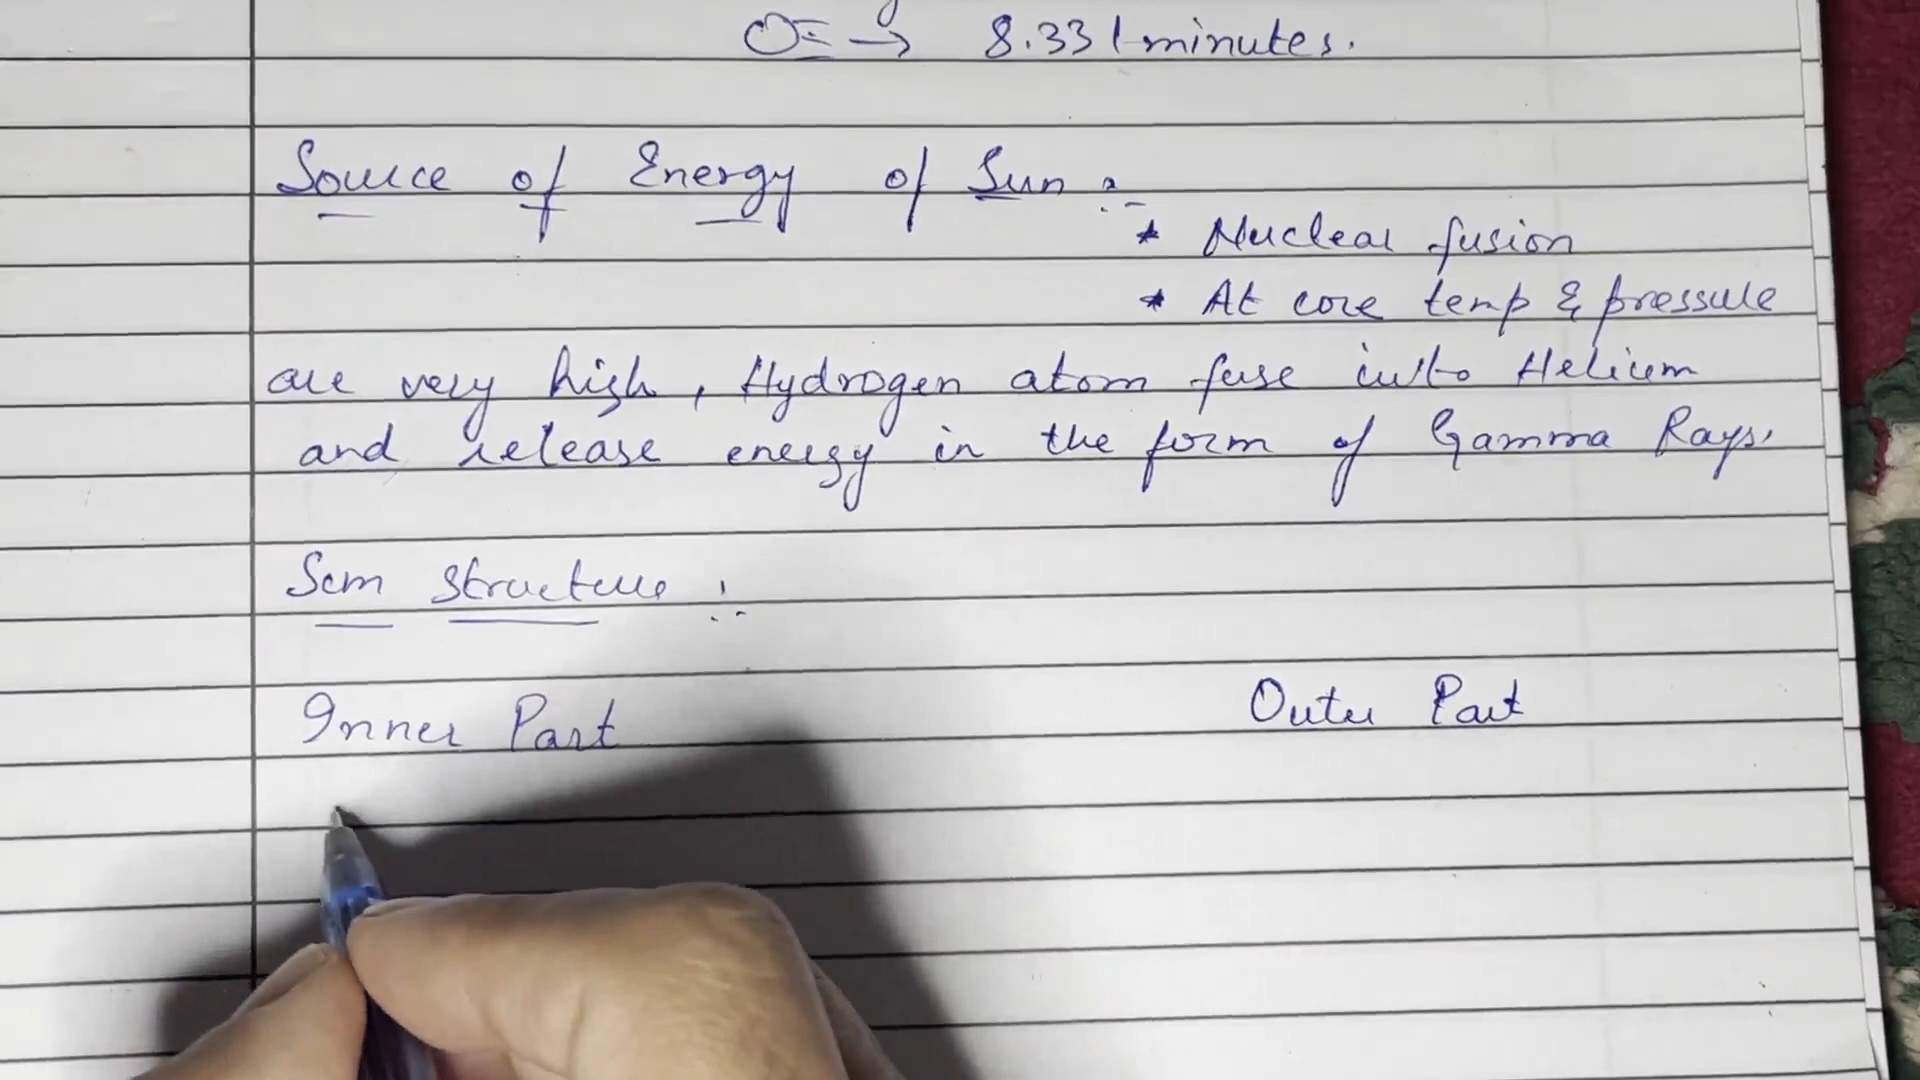 → 8.331 minutes.
Source of Energy of Sun :-
* Nuclear fusion
* At core temp & pressure
are very high, Hydrogen atom fuse into Helium
and release energy in the form of Gamma Rays.
Sun structure :-
Inner Part Outer Part